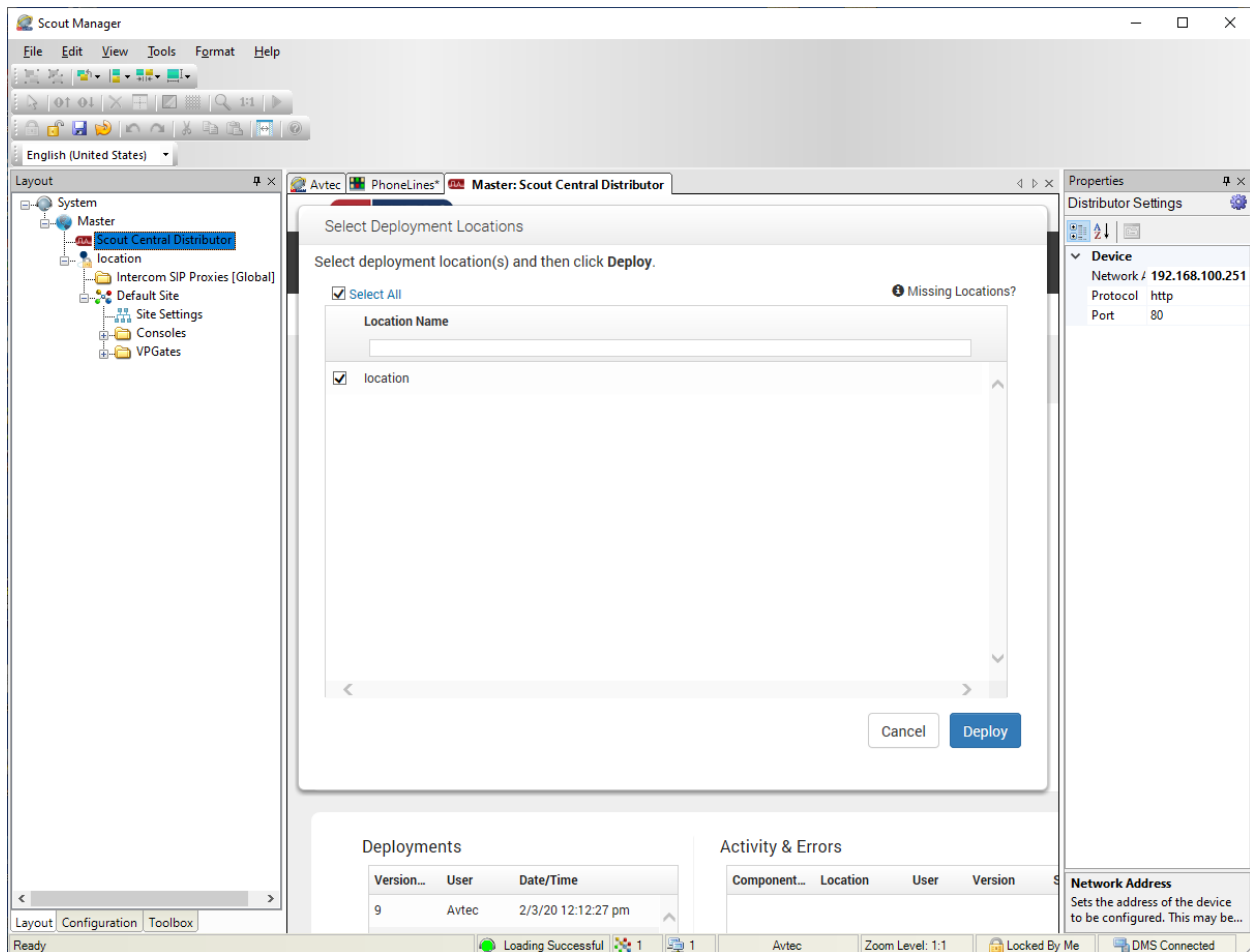 Scout Manager
File Edit View Tools Format Help
1:1
English (United States)
Layout
System
Master
Scout Central Distributor
location
Intercom SIP Proxies [Global]
Default Site
Site Settings
Consoles
VPGates
Layout Configuration Toolbox
Avtec PhoneLines* Master: Scout Central Distributor
Select Deployment Locations
Select deployment location(s) and then click Deploy.
Select All
Missing Locations?
Location Name
location
Cancel Deploy
Deployments
Version... User Date/Time
9 Avtec 2/3/20 12:12:27 pm
Activity & Errors
Component... Location User Version S
Properties
Distributor Settings
Device
Network A 192.168.100.251
Protocol http
Port 80
Network Address
Sets the address of the device
to be configured. This may be...
Ready Loading Successful 1 1 Avtec Zoom Level: 1:1 Locked By Me DMS Connected